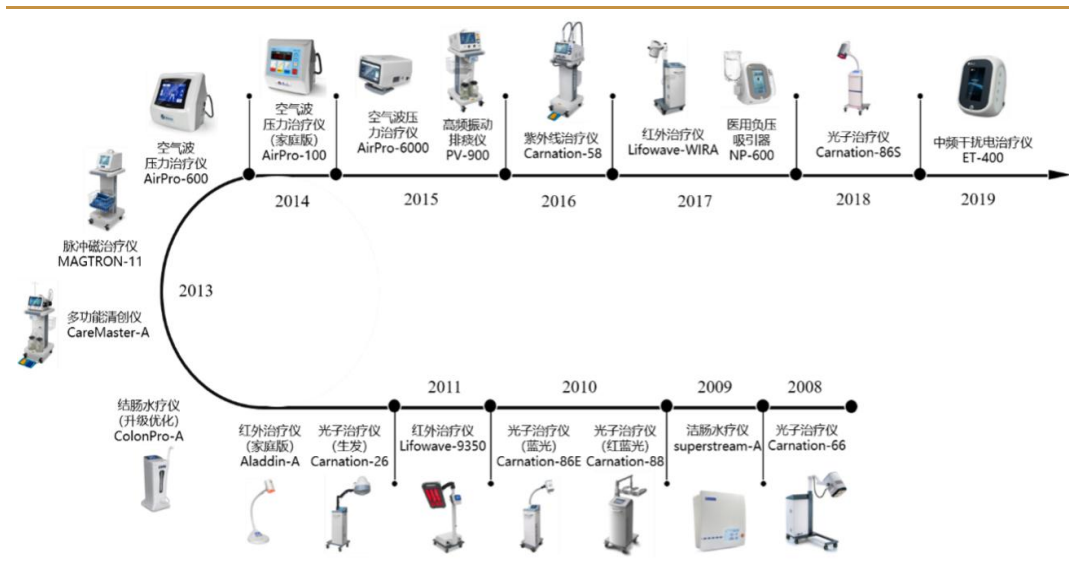 空气波
压力治疗仪
AirPro-600
空气波
压力治疗仪
(家庭版)
AirPro-100
空气波压
力治疗仪
AirPro-6000
高频振动
排痰仪
PV-900
紫外线治疗仪
Carnation-58
红外治疗仪
Lifowave-WIRA
医用负压
吸引器
NP-600
光子治疗仪
Carnation-86S
中频干扰电治疗仪
ET-400
2014
2015
2016
2017
2018
2019
脉冲磁治疗仪
MAGTRON-11
2013
多功能清创仪
CareMaster-A
结肠水疗仪
(升级优化)
ColonPro-A
2011
2010
2009
2008
红外治疗仪
(家庭版)
Aladdin-A
光子治疗仪
(生发)
Carnation-26
红外治疗仪
Lifowave-9350
光子治疗仪
(蓝光)
Carnation-86E
光子治疗仪
(红蓝光)
Carnation-88
洁肠水疗仪
superstream-A
光子治疗仪
Carnation-66